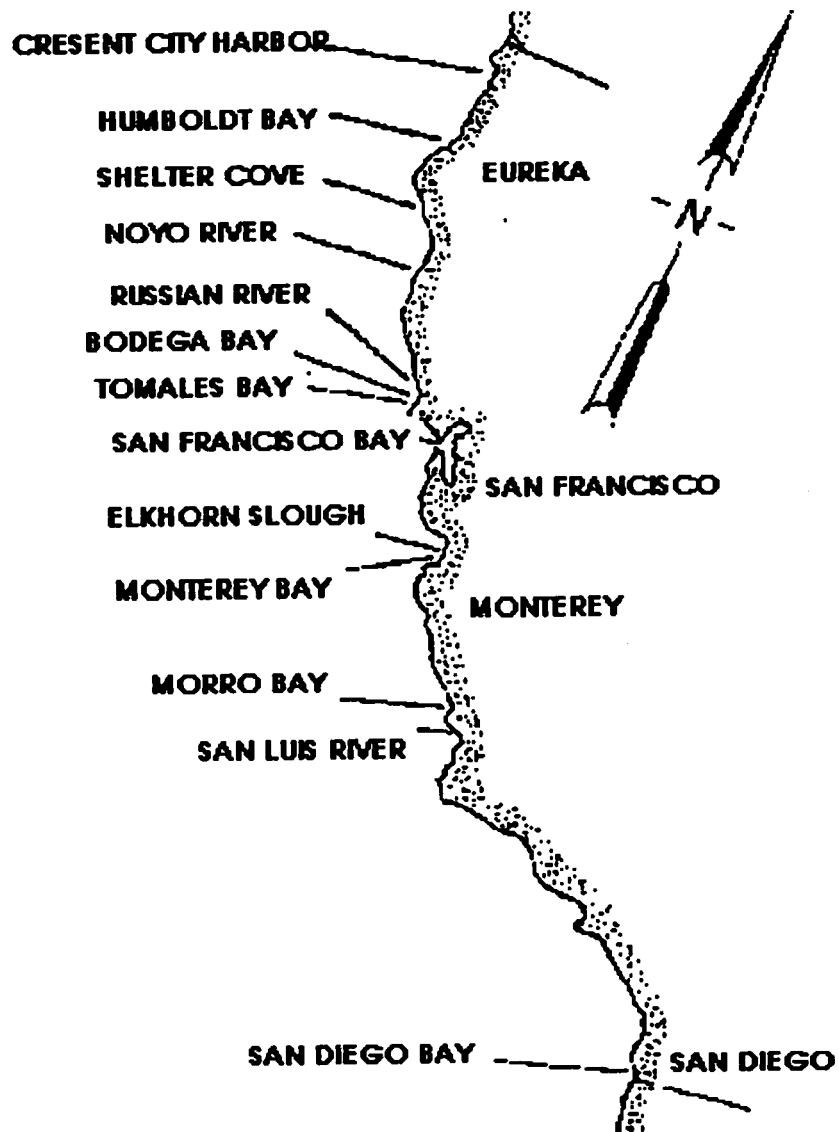 CRESENT CITY HARBOR
HUMBOLDT BAY
EUREKA
SHELTER COVE
N
NOYO RIVER
RUSSIAN RIVER
BODEGA BAY
TOMALES BAY
SAN FRANCISCO BAY
SAN FRANCISCO
ELKHORN SLOUGH
MONTEREY BAY
MONTEREY
MORRO BAY
SAN LUIS RIVER
SAN DIEGO BAY
SAN DIEGO